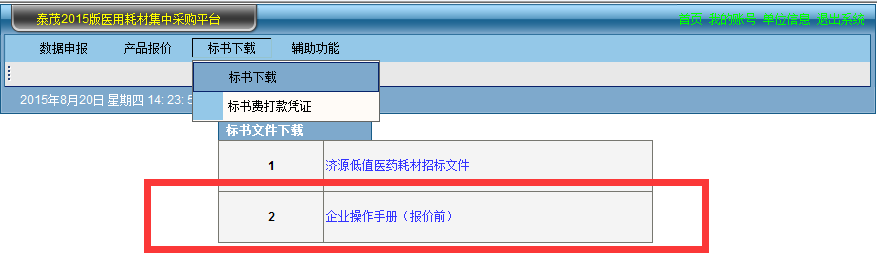 泰茂2015版医用耗材集中采购平台
首页 我的账号 单位信息 退出系统
数据申报 产品报价 标书下载 辅助功能
标书下载
2015年8月20日 星期四 14: 23: 5
标书费打款凭证
标书文件下载
1 济源低值医药耗材招标文件
2 企业操作手册（报价前）